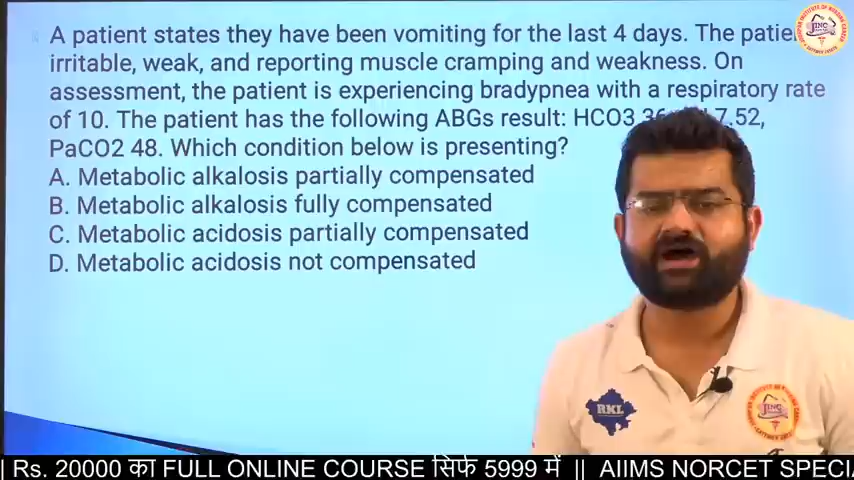 A patient states they have been vomiting for the last 4 days. The
irritable, weak, and reporting muscle cramping and weakness. On
assessment, the patient is experiencing bradypnea with a respiratory rate
of 10. The patient has the following ABGs result: HCO3 7.52,
PaCO2 48. Which condition below is presenting?
A. Metabolic alkalosis partially compensated
B. Metabolic alkalosis fully compensated
C. Metabolic acidosis partially compensated
D. Metabolic acidosis not compensated
JINC
RKL
JINC
|| Rs. 20000 का FULL ONLINE COURSE सिर्फ 5999 में || AIIMS NORCET